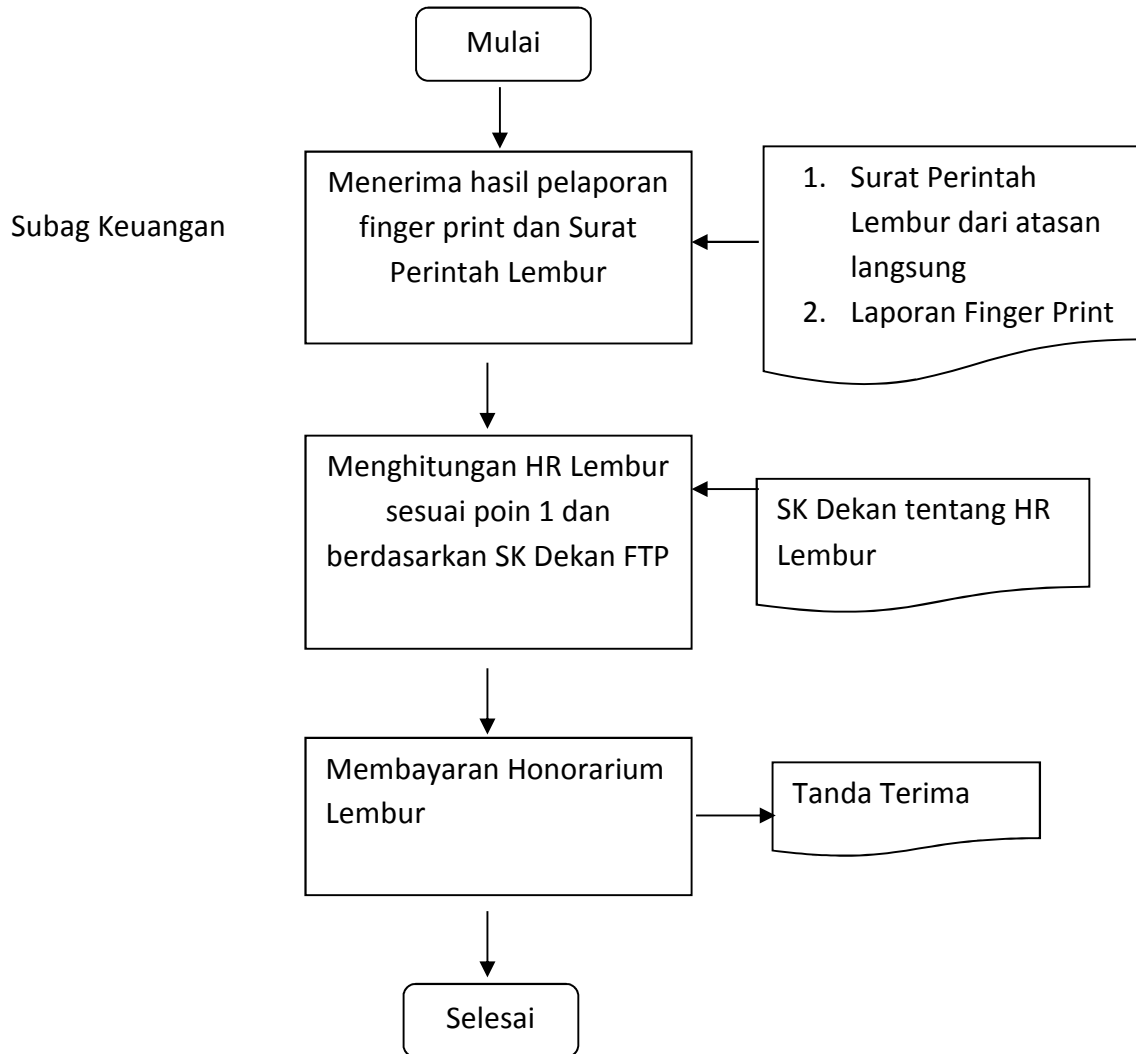 Mulai
Subag Keuangan
Menerima hasil pelaporan
finger print dan Surat
Perintah Lembur
1. Surat Perintah
Lembur dari atasan
langsung
2. Laporan Finger Print
Menghitungan HR Lembur
sesuai poin 1 dan
berdasarkan SK Dekan FTP
SK Dekan tentang HR
Lembur
Membayaran Honorarium
Lembur
Tanda Terima
Selesai